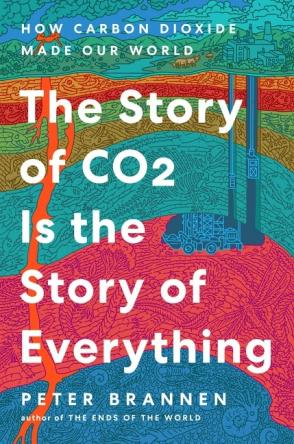 HOW CARBON DIOXIDE
MADE OUR WORLD
The Story
of CO2
Is the
Story of
Everything
PETER BRANNEN
author of THE ENDS OF THE WORLD